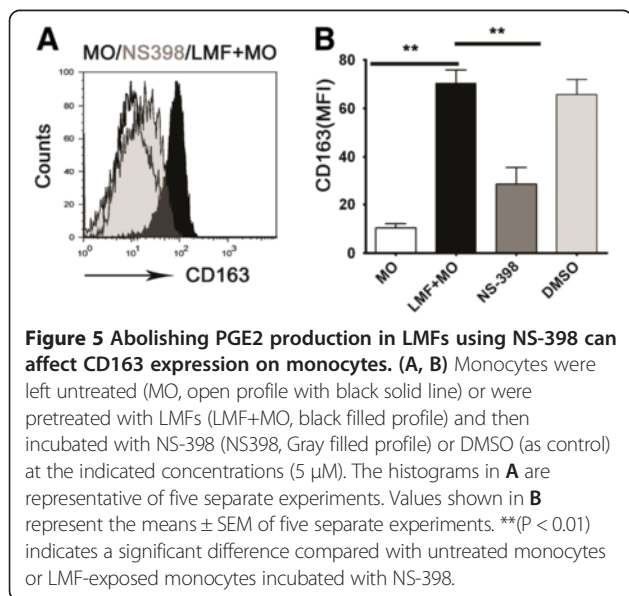 A
MO/NS398/LMF+MO
Counts
100
80
60
40
20
0
10⁰ 10¹ 10² 10³
CD163
B
**
**
CD163(MFI)
80
60
40
20
0
MO
LMF+MO
NS-398
DMSO
Figure 5 Abolishing PGE2 production in LMFs using NS-398 can
affect CD163 expression on monocytes. (A, B) Monocytes were
left untreated (MO, open profile with black solid line) or were
pretreated with LMFs (LMF+MO, black filled profile) and then
incubated with NS-398 (NS398, Gray filled profile) or DMSO (as control)
at the indicated concentrations (5 μM). The histograms in A are
representative of five separate experiments. Values shown in B
represent the means ± SEM of five separate experiments. **(P < 0.01)
indicates a significant difference compared with untreated monocytes
or LMF-exposed monocytes incubated with NS-398.